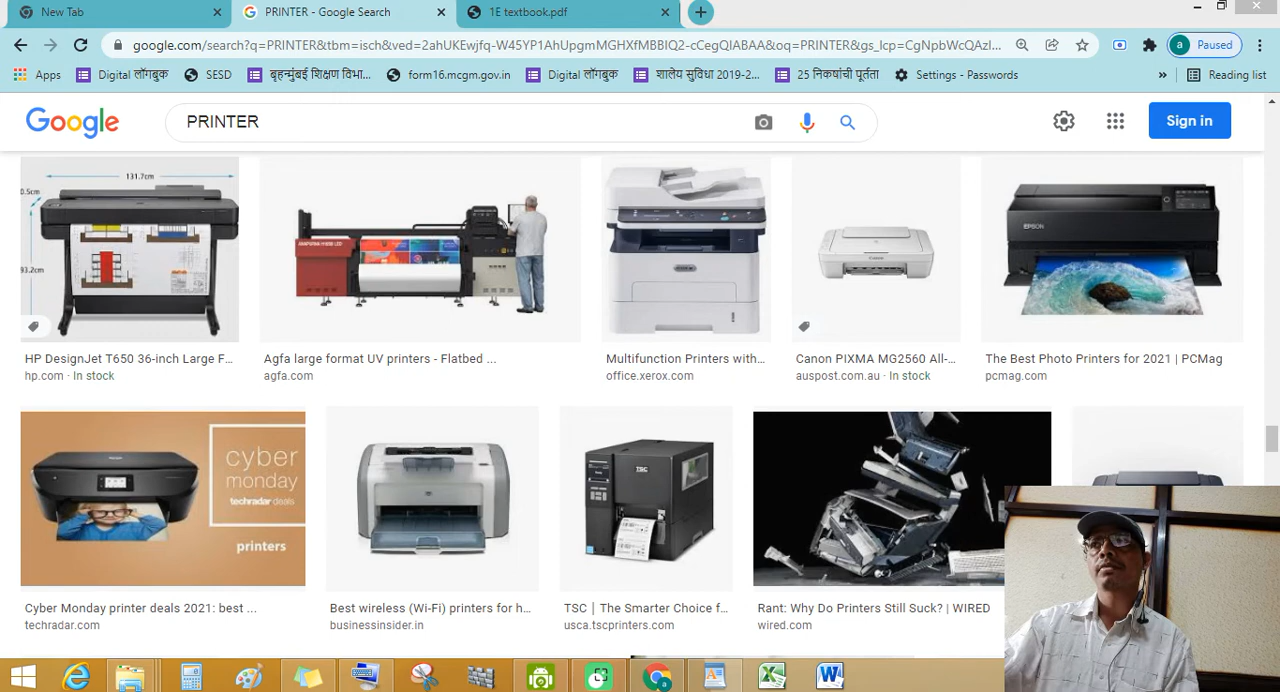 New Tab
PRINTER - Google Search
1E textbook.pdf
google.com/search?q=PRINTER&tbm=isch&ved=2ahUKEwjfq-W45YP1AhUpgmMGHXfMBBIQ2-cCegQIABAA&oq=PRINTER&gs_lcp=CgNpbWcQAzI...
a Paused
Apps
Digital लॉगबुक
SESD
बृहन्मुंबई शिक्षण विभा...
form16.mcgm.gov.in
Digital लॉगबुक
शालेय सुविधा 2019-2...
25 निकषांची पूर्तता
Settings - Passwords
»
Reading list
Google
PRINTER
Sign in
131.7cm
0.5cm
93.2cm
EPSON
HP DesignJet T650 36-inch Large F...
hp.com · In stock
Agfa large format UV printers - Flatbed ...
agfa.com
Multifunction Printers with...
office.xerox.com
Canon PIXMA MG2560 All-...
auspost.com.au · In stock
The Best Photo Printers for 2021 | PCMag
pcmag.com
cyber
monday
techradar deals
printers
TSC
Cyber Monday printer deals 2021: best ...
techradar.com
Best wireless (Wi-Fi) printers for h...
businessinsider.in
TSC | The Smarter Choice f...
usca.tscprinters.com
Rant: Why Do Printers Still Suck? | WIRED
wired.com